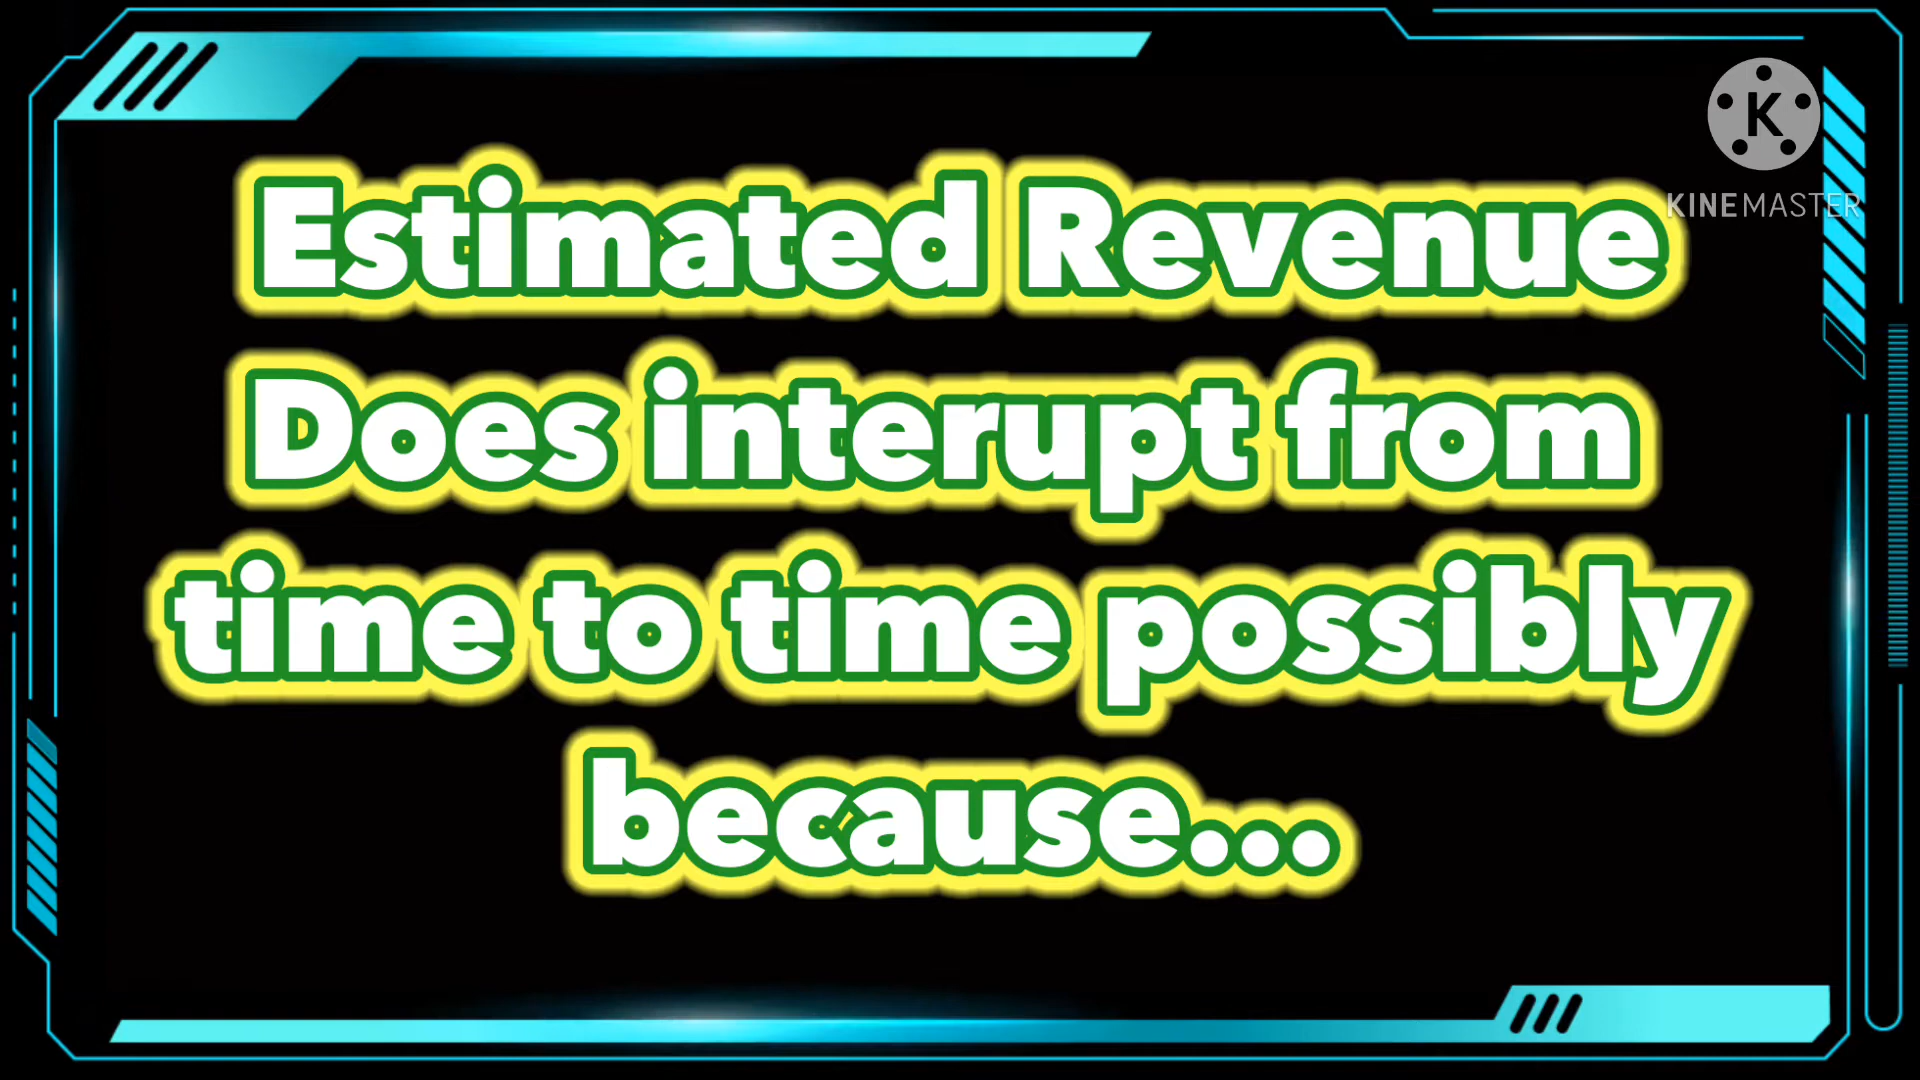 K
KINEMASTER
Estimated Revenue
Does interupt from
time to time possibly
because...